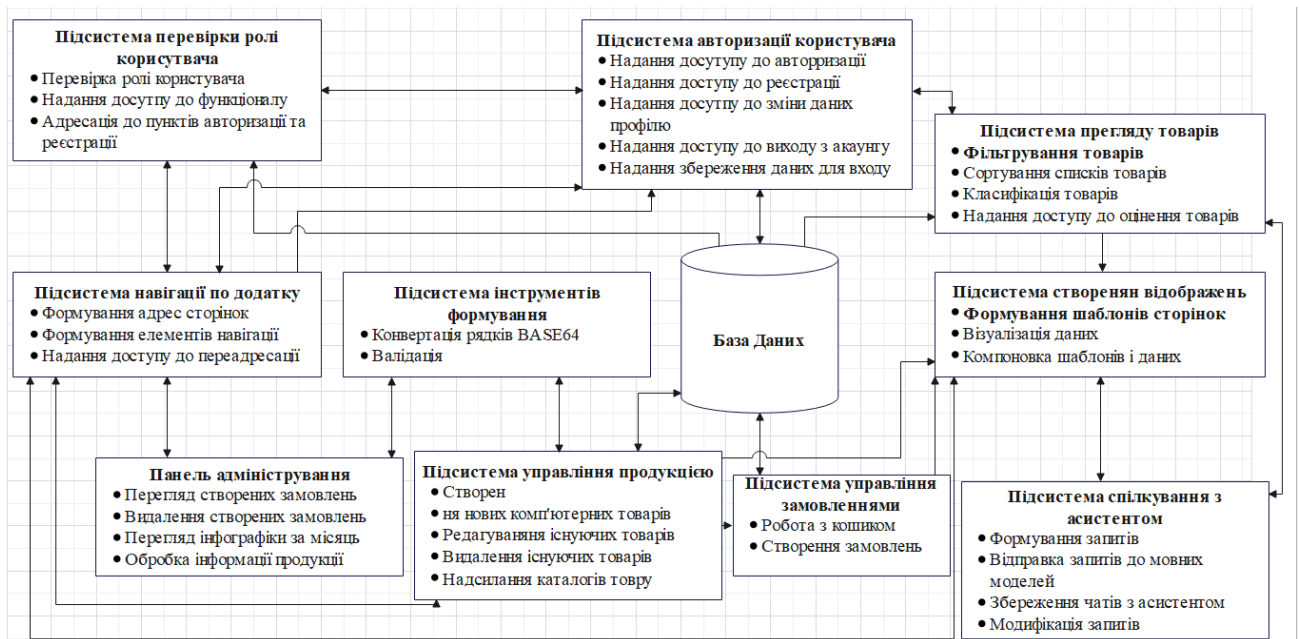 Підсистема перевірки ролі
користувача
● Перевірка ролі користувача
● Надання досутпу до функціоналу
● Адресація до пунктів авторизації та
реєстрації
Підсистема авторизації користувача
● Надання досутупу до авторризації
● Надання доступу до реєстрації
● Надання досутпу до зміни даних
профілю
● Надання доступу до виходу з акаунгу
● Надання збереження даних для входу
Підсистема прегляду товарів
● Фільтрування товарів
● Сортування списків товарів
● Класифікація товарів
● Надання доступу до оцінення товарів
Підсистема навігації по додатку
● Формування адрес сторінок
● Формування елементів навігації
● Надання доступу до переадресації
Підсистема інструментів
формування
● Конвертація рядків BASE64
● Валідація
База Даних
Підсистема створенян відображень
● Формування шаблонів сторінок
● Візуалізація даних
● Компоновка шаблонів і даних
Панель адміністрування
● Перегляд створених замовлень
● Видалення створених замовлень
● Перегляд інфографіки за місяць
● Обробка інформації продукції
Підсистема управління продукцією
● Створен
● ня нових комп'ютерних товарів
● Редагуваняня існуючих товарів
● Видалення існуючих товарів
● Надсилання каталогів товру
Підсистема управління
замовленнями
● Робота з кошиком
● Створення замовлень
Підсистема спілкування з
асистентом
● Формування запитів
● Відправка запитів до мовних
моделей
● Збереження чатів з асистентом
● Модифікація запитів